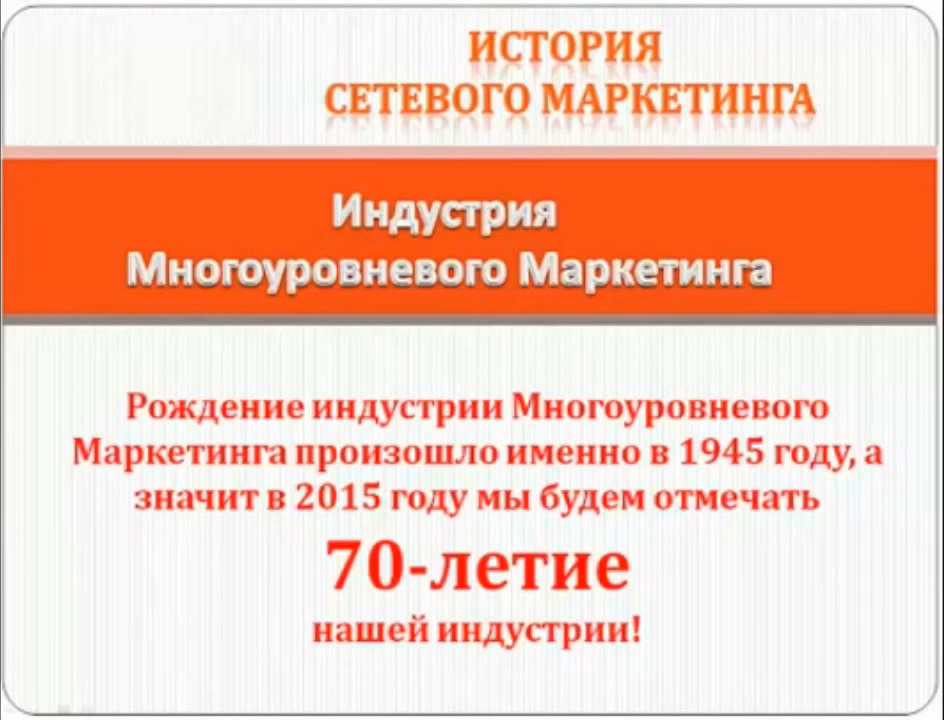 ИСТОРИЯ
СЕТЕВОГО МАРКЕТИНГА
Индустрия
Многоуровневого Маркетинга
Рождение индустрии Многоуровневого
Маркетинга произошло именно в 1945 году, а
значит в 2015 году мы будем отмечать
70-летие
нашей индустрии!